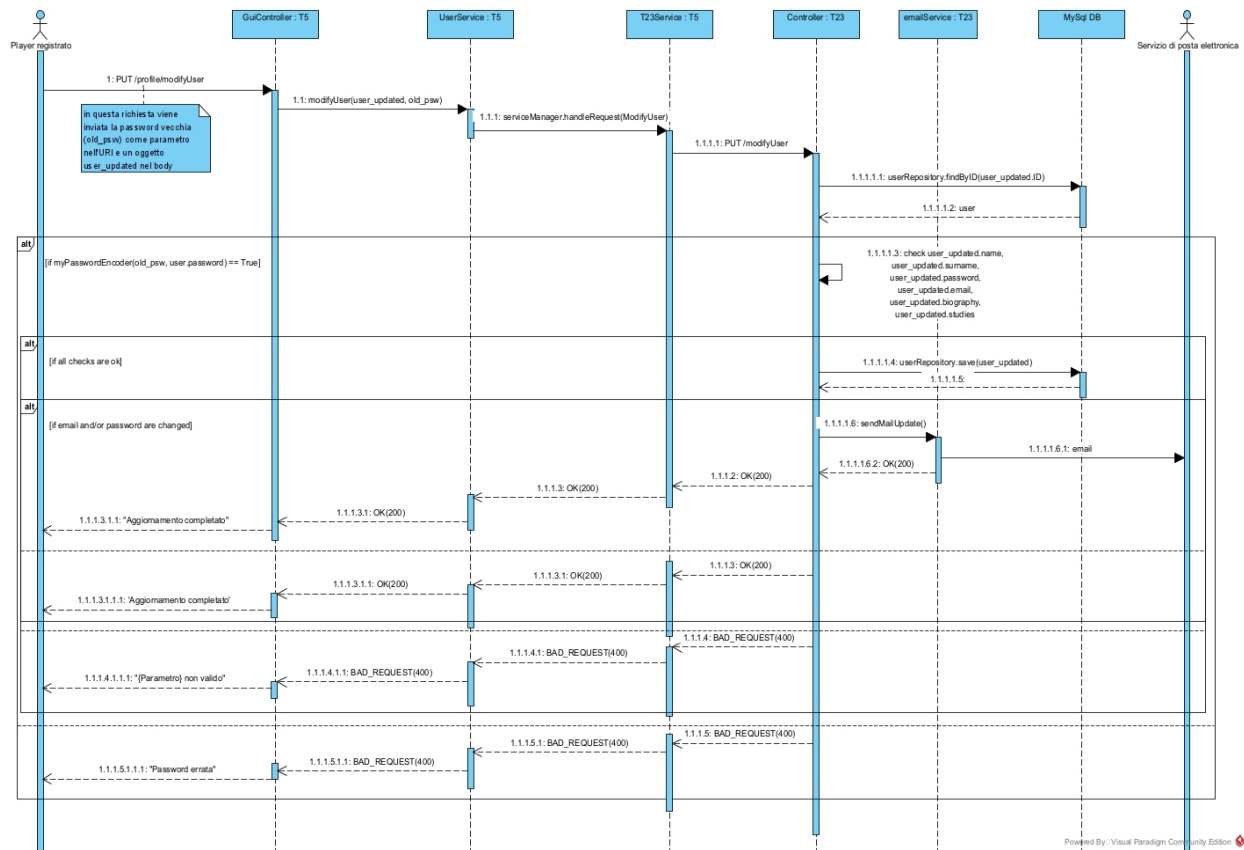 GuiController : T5
UserService : T5
T23Service : T5
Controller : T23
emailService : T23
MySql DB
Player registrato
Servizio di posta elettronica
1: PUT /profile/modifyUser
in questa richiesta viene
inviata la password vecchia
(old_psw) come parametro
nell'URI e un oggetto
user_updated nel body
1.1: modifyUser(user_updated, old_psw)
1.1.1: serviceManager.handleRequest(ModifyUser)
1.1.1.1: PUT /modifyUser
1.1.1.1.1: userRepository.findByID(user_updated.ID)
1.1.1.1.2: user
alt
[if myPasswordEncoder(old_psw, user.password) == True]
1.1.1.1.3: check user_updated.name,
user_updated.surname,
user_updated.password,
user_updated.email,
user_updated.biography,
user_updated.studies
alt
[if all checks are ok]
1.1.1.1.4: userRepository.save(user_updated)
1.1.1.1.5:
alt
[if email and/or password are changed]
1.1.1.1.6: sendMailUpdate()
1.1.1.1.6.1: email
1.1.1.1.6.2: OK(200)
1.1.1.2: OK(200)
1.1.1.3: OK(200)
1.1.1.3.1: OK(200)
1.1.1.3.1.1: "Aggiornamento completato"
1.1.1.3: OK(200)
1.1.1.3.1: OK(200)
1.1.1.3.1.1: OK(200)
1.1.1.3.1.1.1: 'Aggiornamento completato'
1.1.1.4: BAD_REQUEST(400)
1.1.1.4.1: BAD_REQUEST(400)
1.1.1.4.1.1: BAD_REQUEST(400)
1.1.1.4.1.1.1: "{Parametro} non valido"
1.1.1.5: BAD_REQUEST(400)
1.1.1.5.1: BAD_REQUEST(400)
1.1.1.5.1.1: BAD_REQUEST(400)
1.1.1.5.1.1.1: "Password errata"
Powered By Visual Paradigm Community Edition